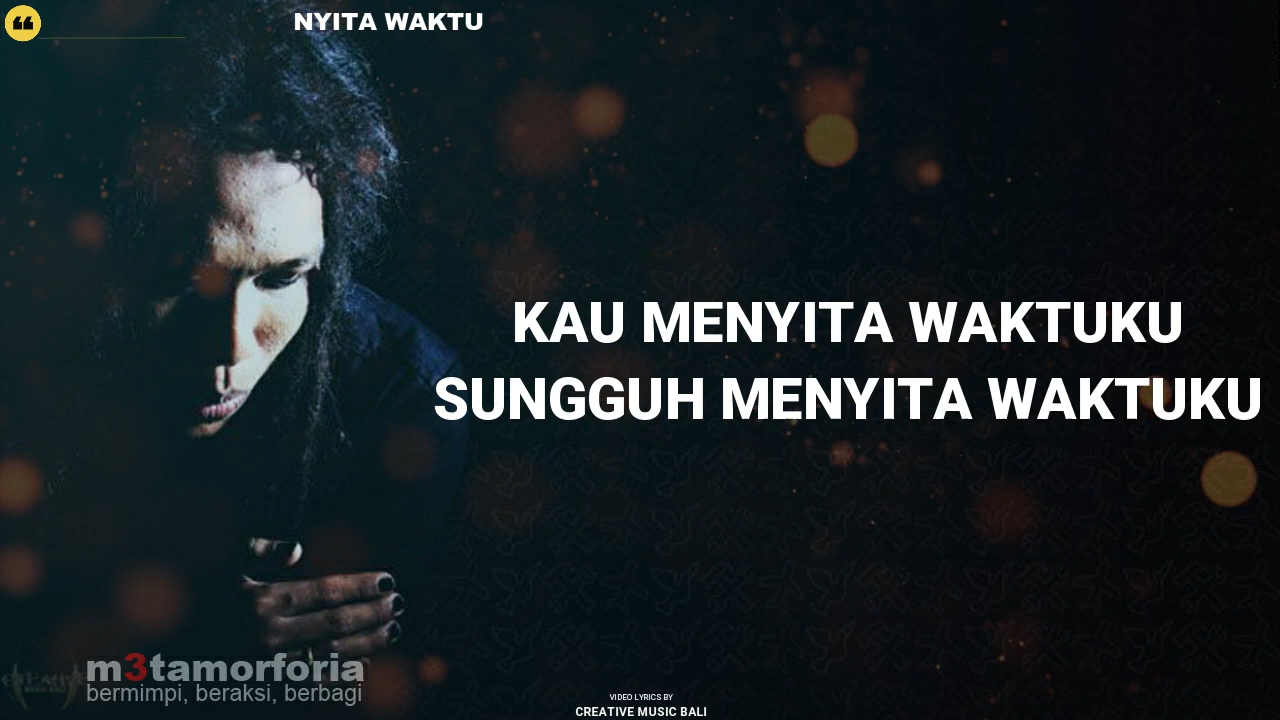 NYITA WAKTU
KAU MENYITA WAKTUKU
SUNGGUH MENYITA WAKTUKU
m3tamorforia
bermimpi, beraksi, berbagi
VIDEO LYRICS BY
CREATIVE MUSIC BALI